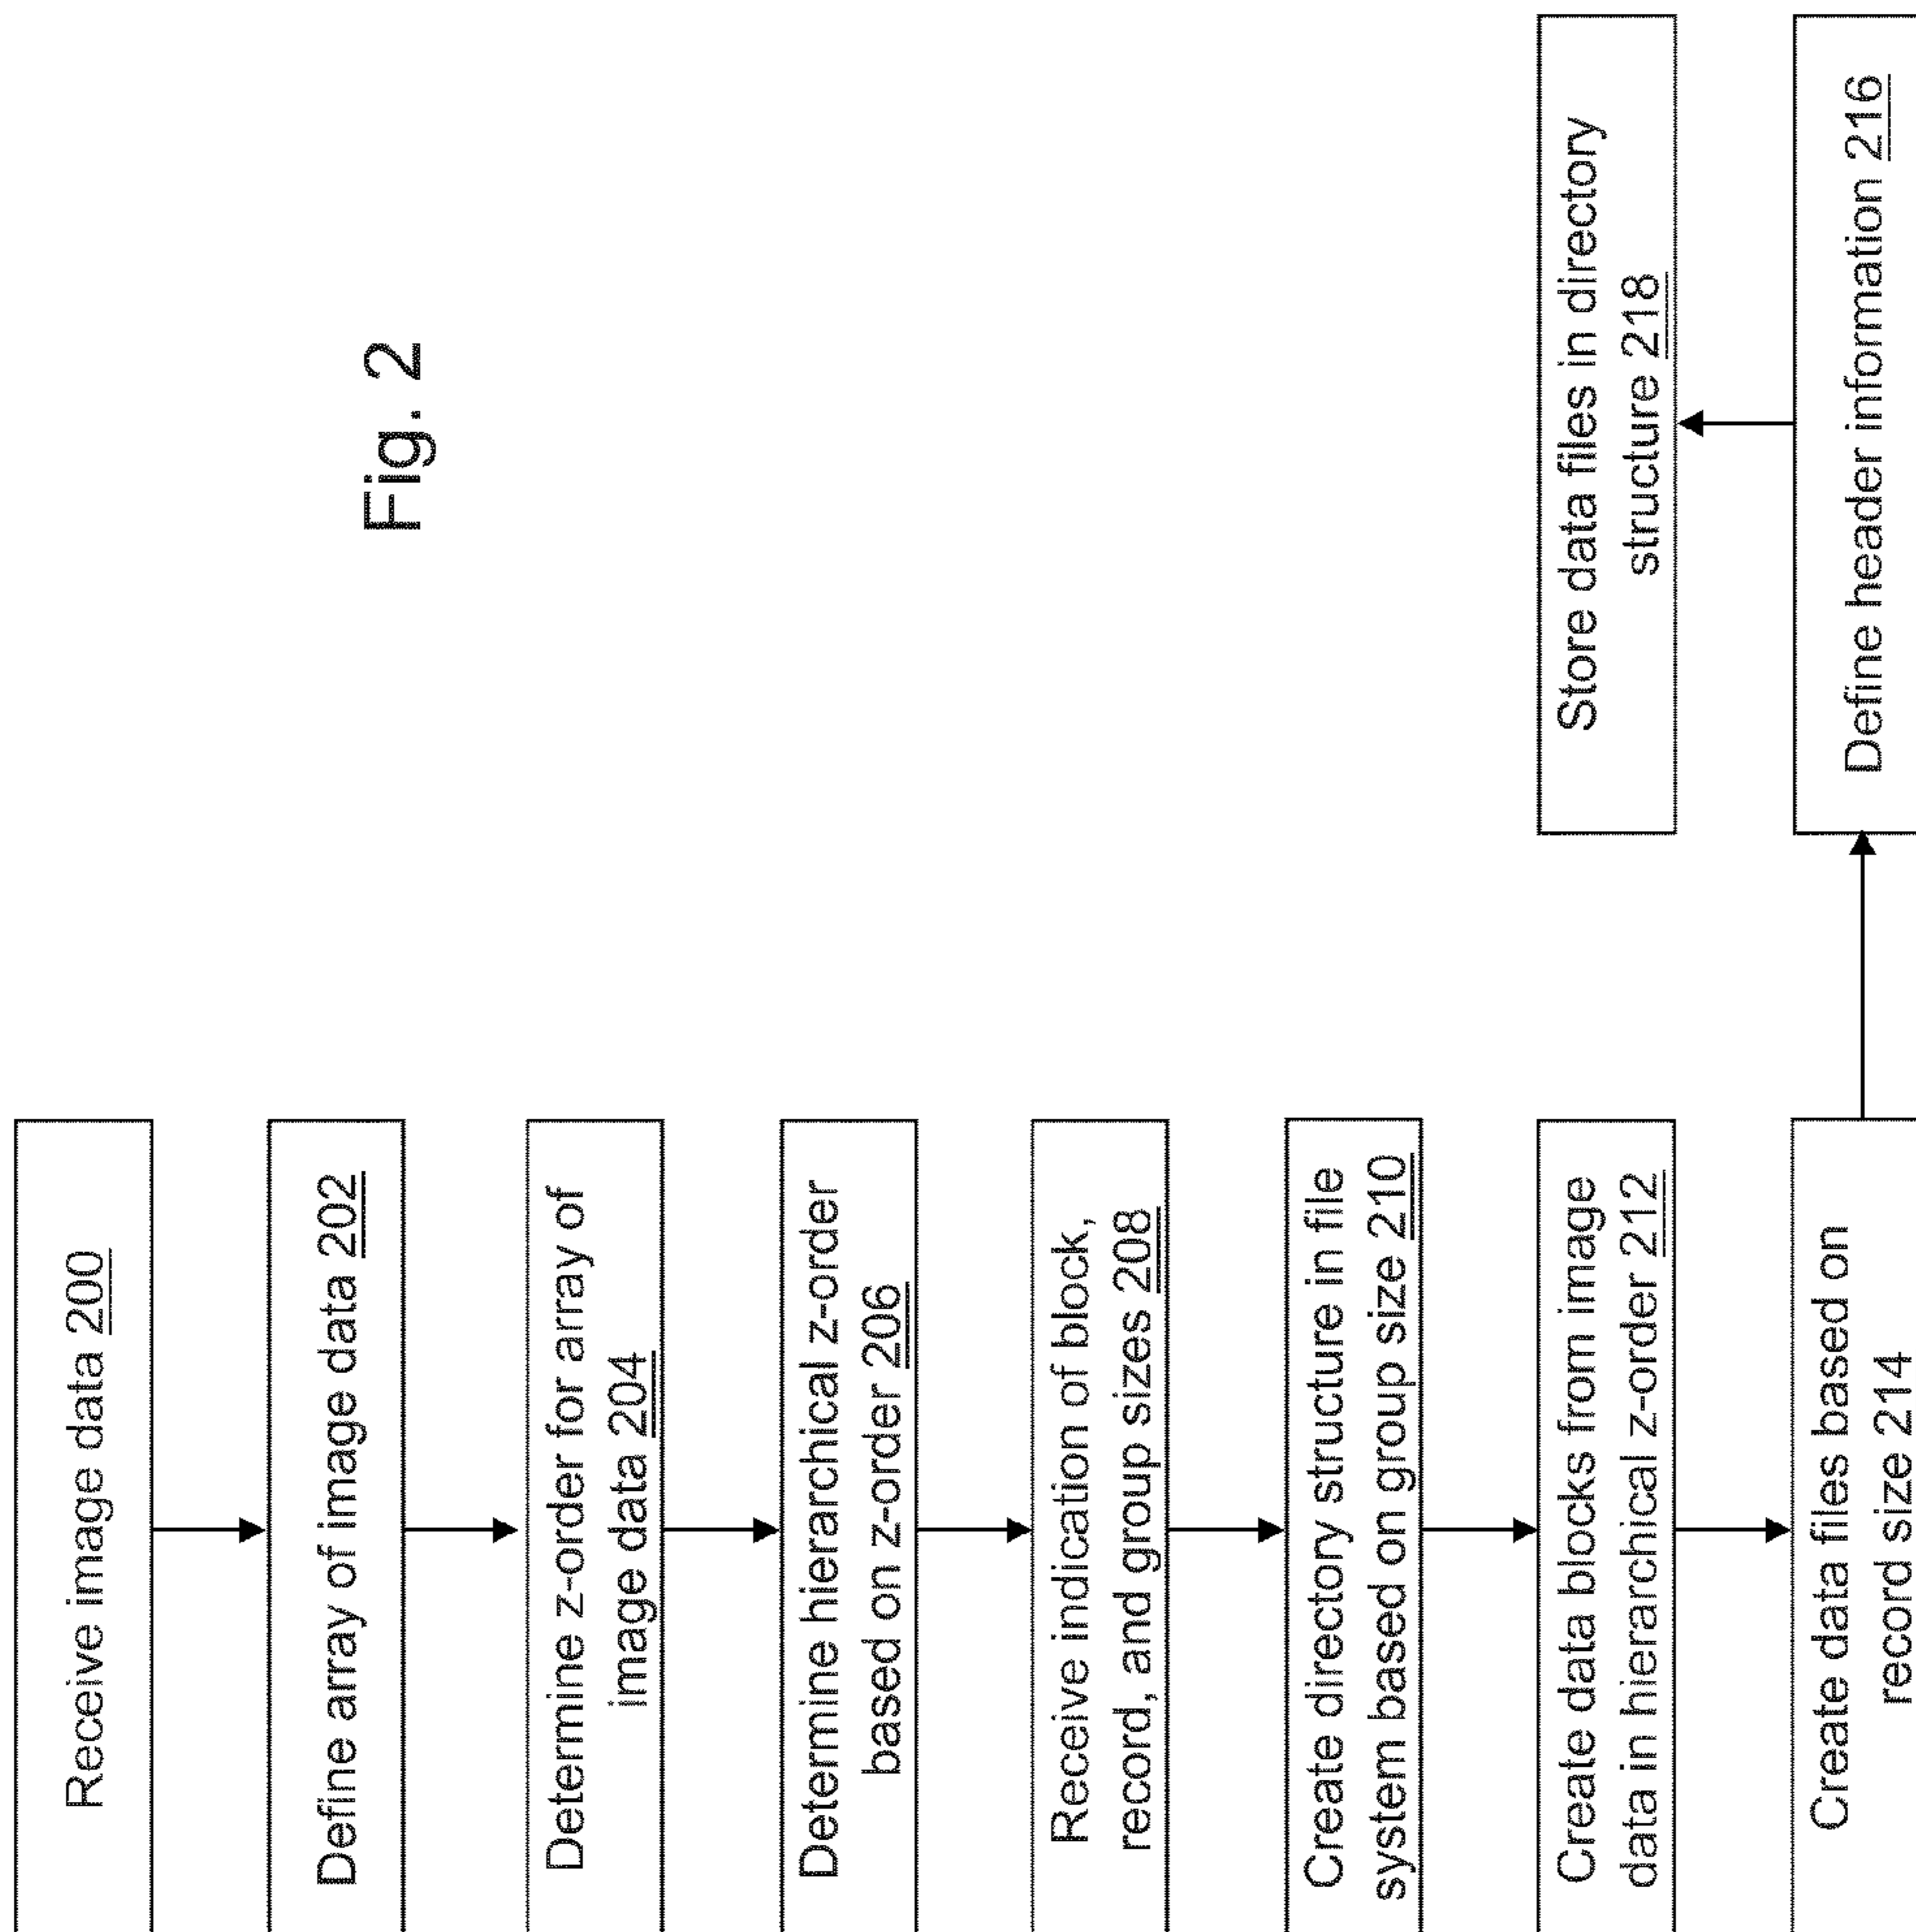 Receive image data 200
Define array of image data 202
Determine z-order for array of
image data 204
Determine hierarchical z-order
based on z-order 206
Receive indication of block,
record, and group sizes 208
Create directory structure in file
system based on group size 210
Create data blocks from image
data in hierarchical z-order 212
Create data files based on
record size 214
Define header information 216
Store data files in directory
structure 218
Fig. 2